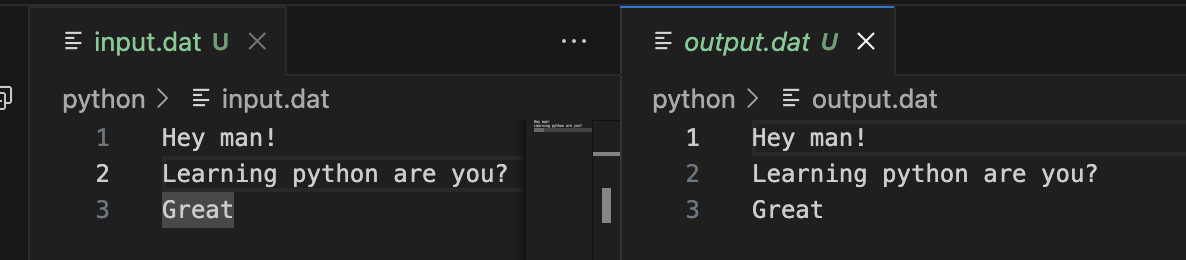 input.dat U
python > input.dat
1 Hey man!
2 Learning python are you?
3 Great
output.dat U
python > output.dat
1 Hey man!
2 Learning python are you?
3 Great